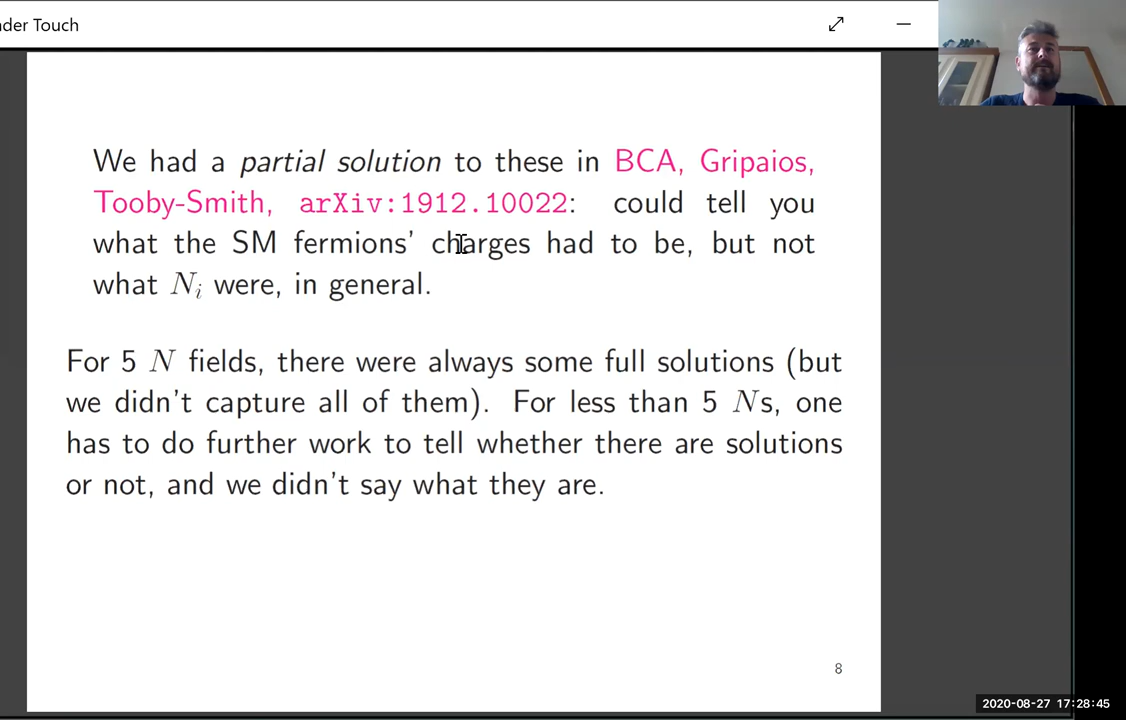 nder Touch
We had a partial solution to these in BCA, Gripaios,
Tooby-Smith, arXiv:1912.10022: could tell you
what the SM fermions' charges had to be, but not
what Nᵢ were, in general.
For 5 N fields, there were always some full solutions (but
we didn't capture all of them). For less than 5 Ns, one
has to do further work to tell whether there are solutions
or not, and we didn't say what they are.
8
2020-08-27 17:28:45